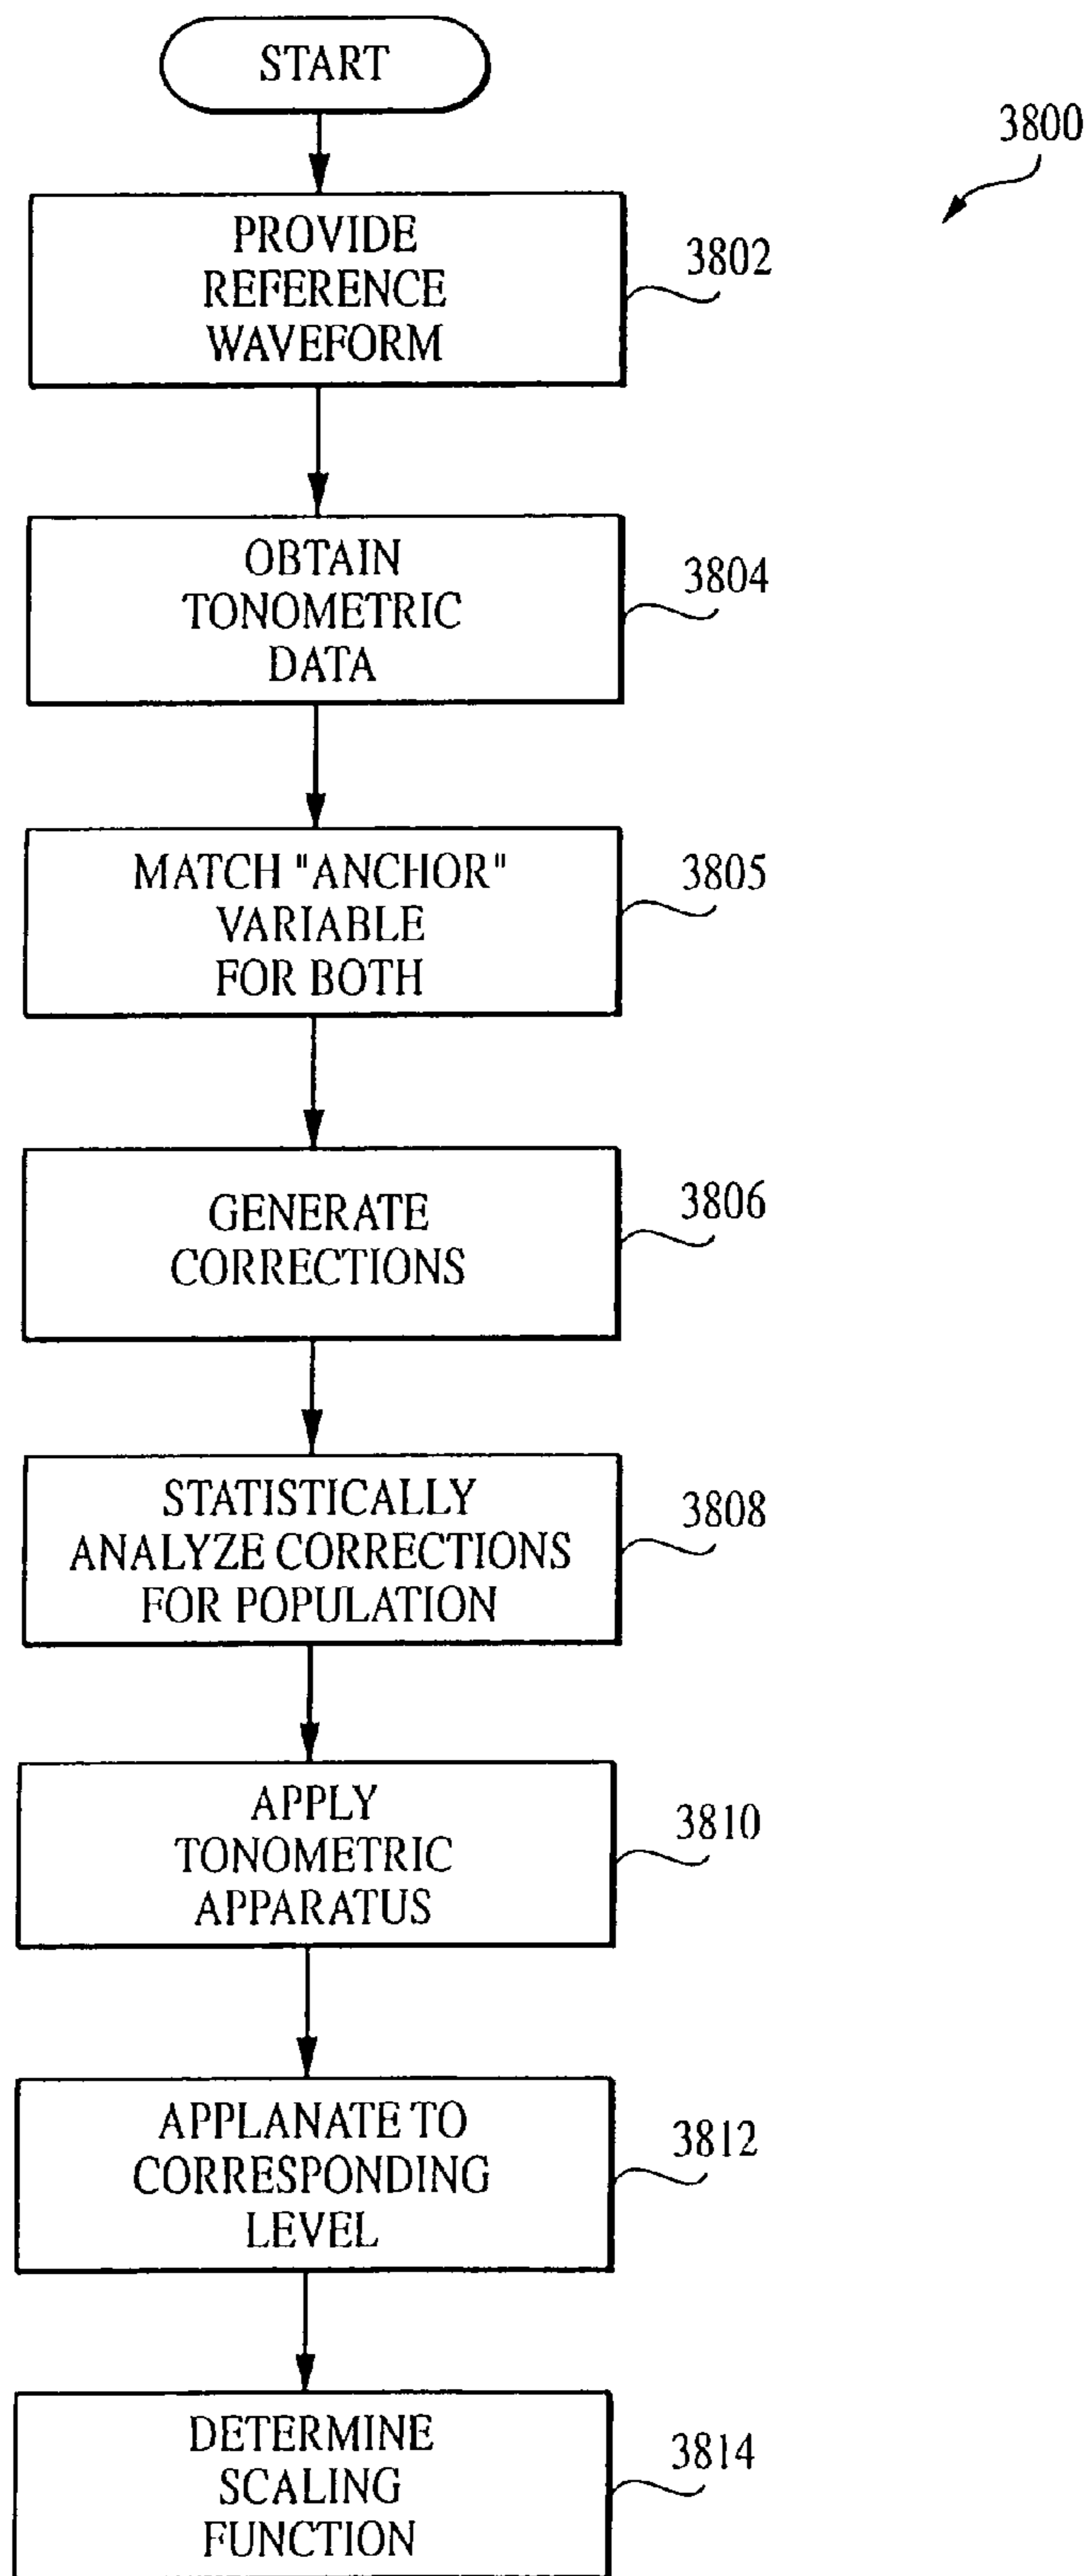 START
3800
PROVIDE
REFERENCE
WAVEFORM
3802
OBTAIN
TONOMETRIC
DATA
3804
MATCH "ANCHOR"
VARIABLE
FOR BOTH
3805
GENERATE
CORRECTIONS
3806
STATISTICALLY
ANALYZE CORRECTIONS
FOR POPULATION
3808
APPLY
TONOMETRIC
APPARATUS
3810
APPLANATE TO
CORRESPONDING
LEVEL
3812
DETERMINE
SCALING
FUNCTION
3814